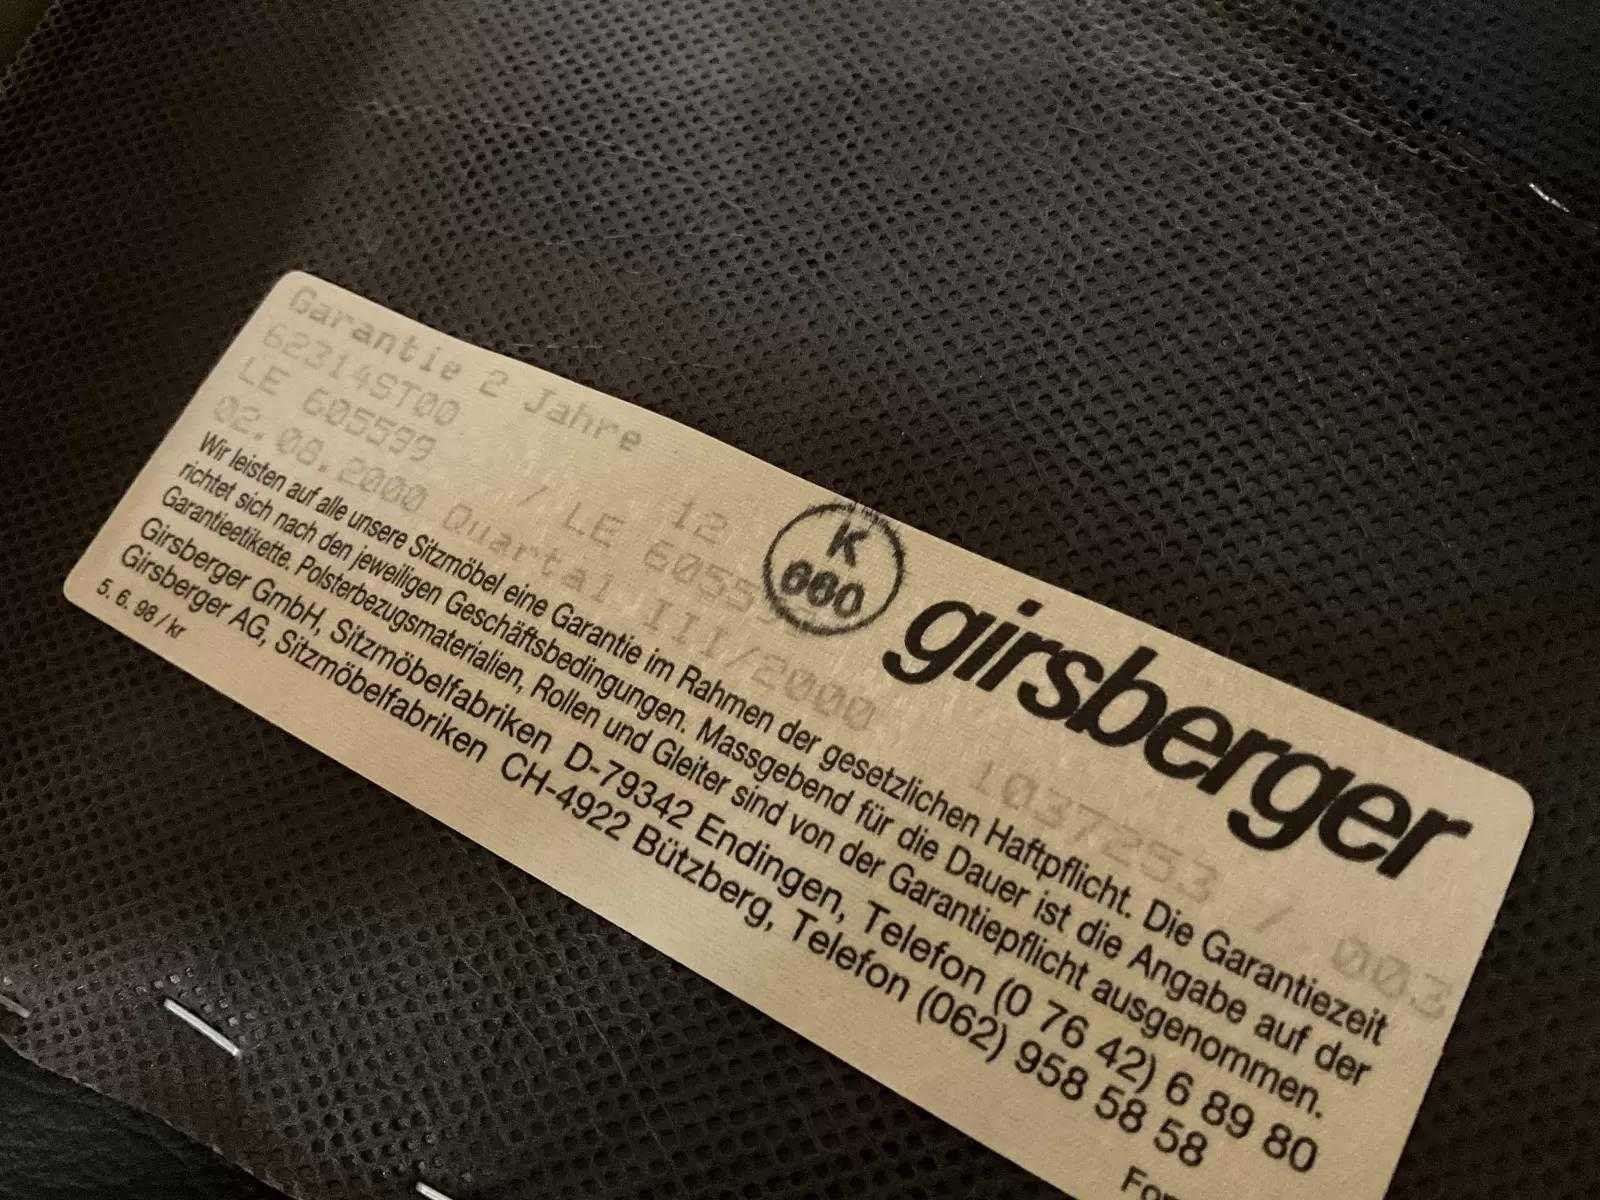 Garantie 2 Jahre
62314ST00 12
LE 605599 / LE 6055
02.08.2000 Quartal III/2000 1037253 / 003
K
660
girsberger
Wir leisten auf alle unsere Sitzmöbel eine Garantie im Rahmen der gesetzlichen Haftpflicht. Die Garantiezeit
richtet sich nach den jeweiligen Geschäftsbedingungen. Massgebend für die Dauer ist die Angabe auf der
Garantieetikette. Polsterbezugsmaterialien, Rollen und Gleiter sind von der Garantiepflicht ausgenommen.
Girsberger GmbH, Sitzmöbelfabriken D-79342 Endingen, Telefon (0 76 42) 6 89 80
Girsberger AG, Sitzmöbelfabriken CH-4922 Bützberg, Telefon (062) 958 58 58
5. 6. 98 / kr